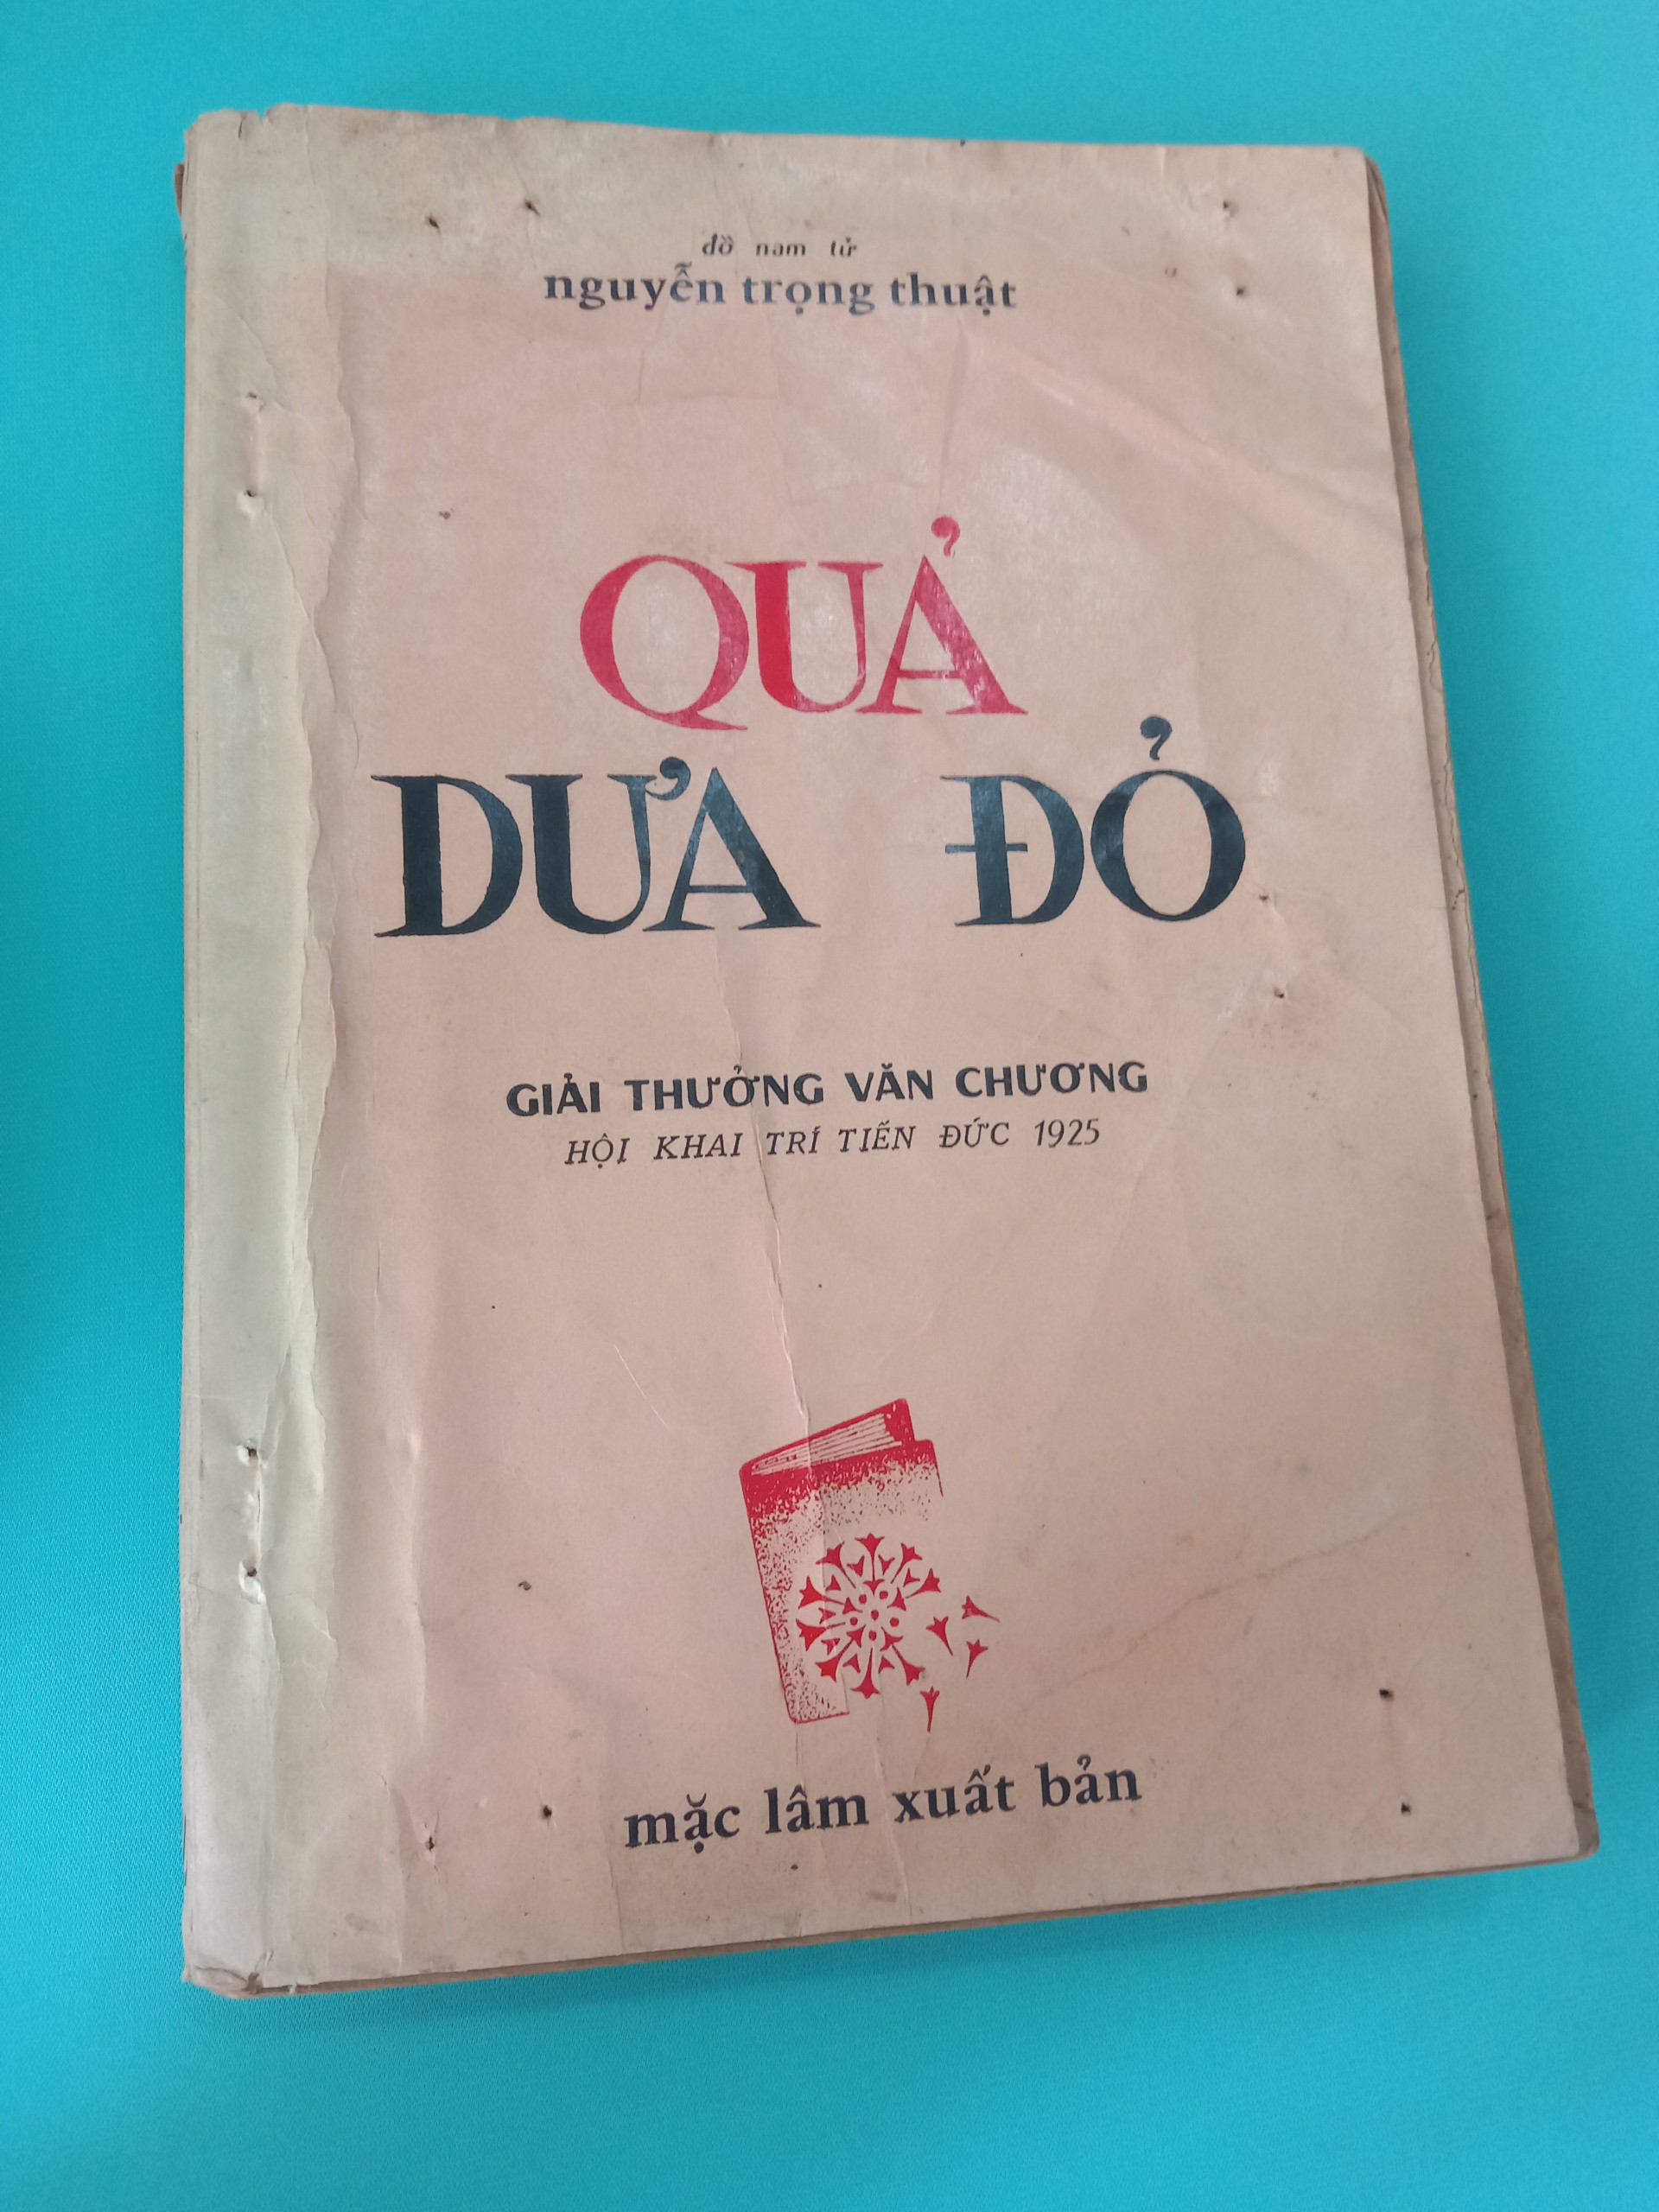 đồ nam tử
nguyễn trọng thuật
QUẢ
DƯA ĐỎ
GIẢI THƯỞNG VĂN CHƯƠNG
HỘI KHAI TRÍ TIẾN ĐỨC 1925
mặc lâm xuất bản